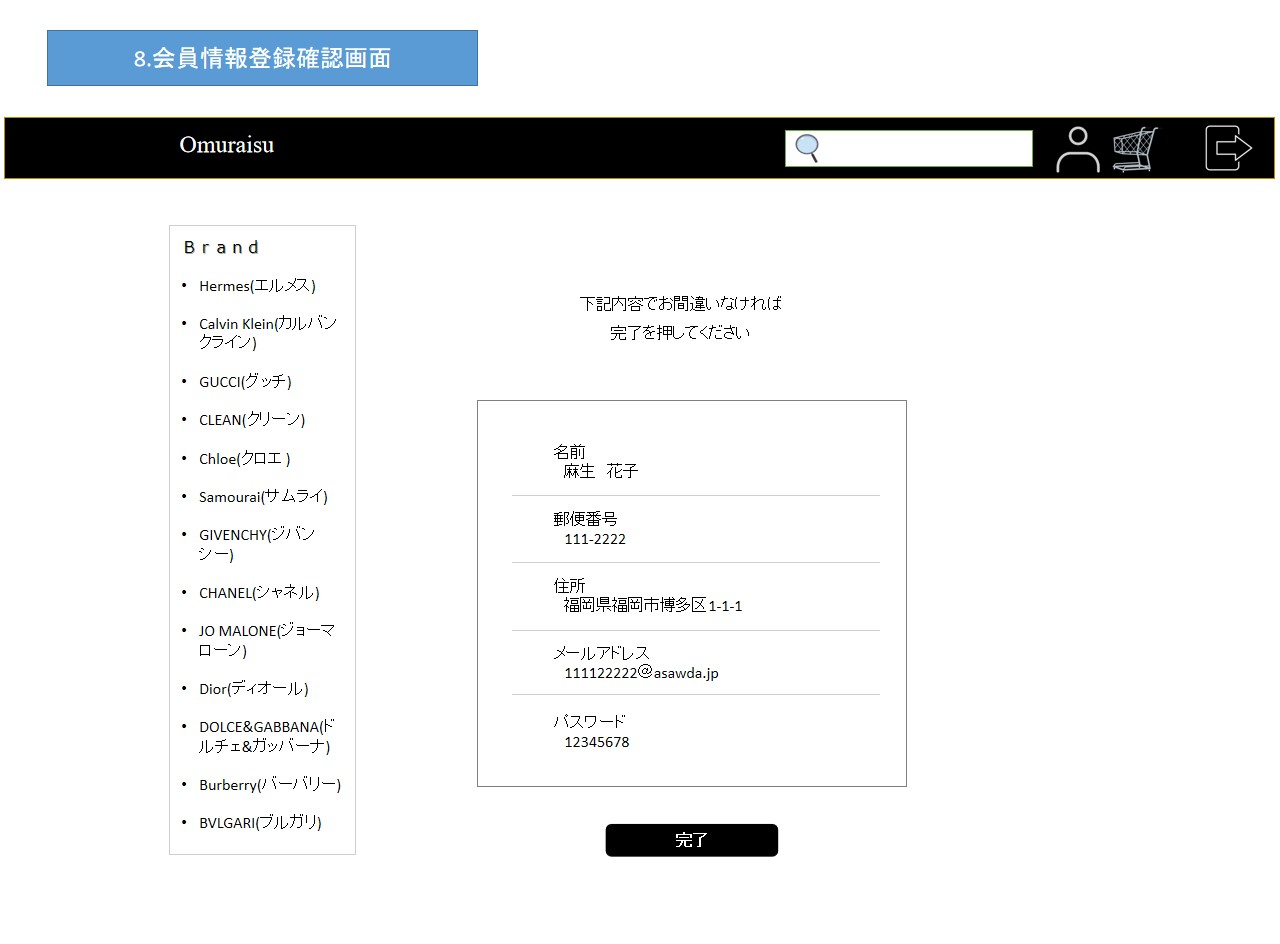 8.会員情報登録確認画面
Omuraisu
Brand
• Hermes(エルメス)
• Calvin Klein(カルバン
クライン)
• GUCCI(グッチ)
• CLEAN(クリーン)
• Chloe(クロエ )
• Samourai(サムライ)
• GIVENCHY(ジバン
シー)
• CHANEL(シャネル)
• JO MALONE(ジョーマ
ローン)
• Dior(ディオール)
• DOLCE&GABBANA(ド
ルチェ&ガッバーナ)
• Burberry(バーバリー)
• BVLGARI(ブルガリ)
下記内容でお間違いなければ
完了を押してください
名前
麻生　花子
郵便番号
111-2222
住所
福岡県福岡市博多区1-1-1
メールアドレス
111122222@asawda.jp
パスワード
12345678
完了